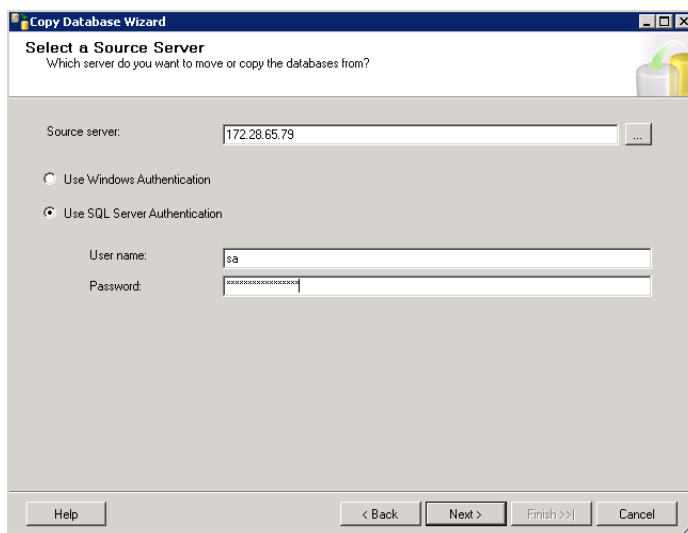 Copy Database Wizard
Select a Source Server
Which server do you want to move or copy the databases from?
Source server:
172.28.65.79
...
Use Windows Authentication
Use SQL Server Authentication
User name:
sa
Password:
xxxxxxxxxxxxxxxx
Help
< Back
Next >
Finish >>|
Cancel